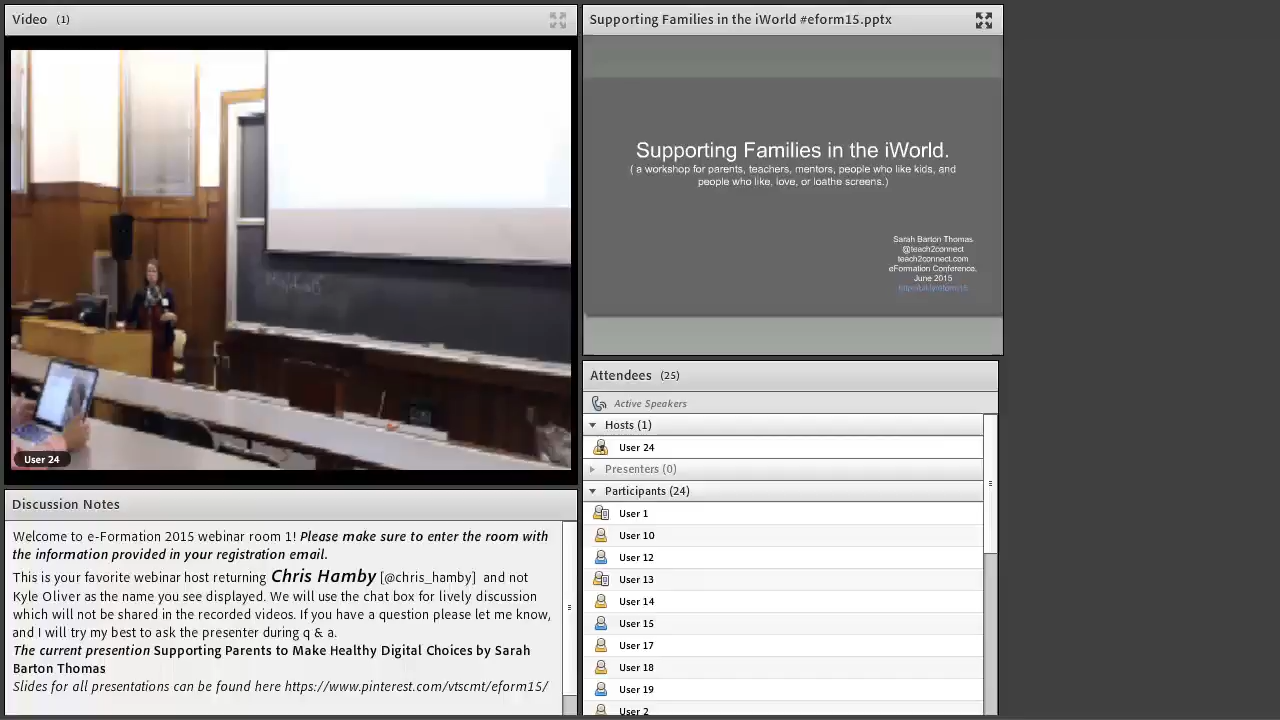 Video (1)
User 24
Supporting Families in the iWorld #eform15.pptx
Supporting Families in the iWorld.
( a workshop for parents, teachers, mentors, people who like kids, and
people who like, love, or loathe screens.)
Sarah Barton Thomas
@teach2connect
teach2connect.com
eFormation Conference.
June 2015
Attendees (25)
Active Speakers
Hosts (1)
User 24
Presenters (0)
Participants (24)
User 1
User 10
User 12
User 13
User 14
User 15
User 17
User 18
User 19
User 2
Discussion Notes
Welcome to e-Formation 2015 webinar room 1! Please make sure to enter the room with
the information provided in your registration email.
This is your favorite webinar host returning Chris Hamby [@chris_hamby] and not
Kyle Oliver as the name you see displayed. We will use the chat box for lively discussion
which will not be shared in the recorded videos. If you have a question please let me know,
and I will try my best to ask the presenter during q & a.
The current presention Supporting Parents to Make Healthy Digital Choices by Sarah
Barton Thomas
Slides for all presentations can be found here https://www.pinterest.com/vtscmt/eform15/